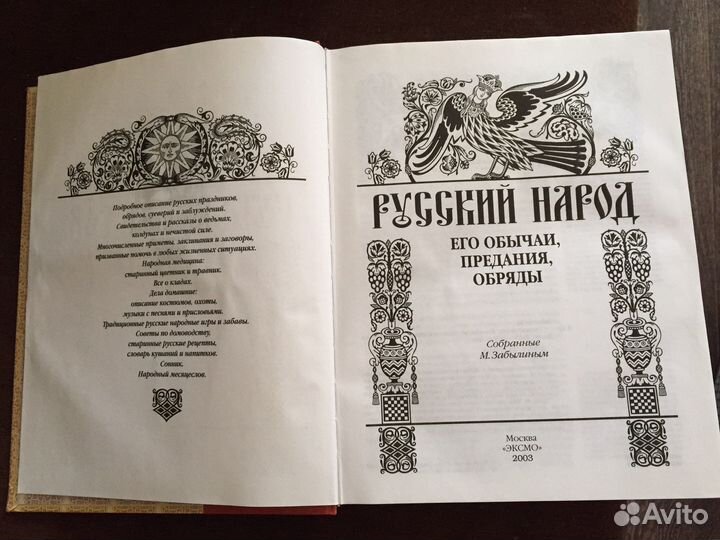 Подробное описание русских праздников,
обрядов, суеверий и заблуждений.
Свидетельства и рассказы о ведьмах,
колдунах и нечистой силе.
Многочисленные приметы, заклинания и заговоры,
призванные помочь в любых жизненных ситуациях.
Народная медицина:
старинный цветник и травник.
Все о кладах.
Дела домашние:
описание костюмов, охоты,
музыки с песнями и присловьями.
Традиционные русские народные игры и забавы.
Советы по домоводству,
старинные русские рецепты,
словарь кушаний и напитков.
Сонник.
Народный месяцеслов.
РУССКИЙ НАРОД
ЕГО ОБЫЧАИ,
ПРЕДАНИЯ,
ОБРЯДЫ
Собранные
М. Забылиным
Москва
«ЭКСМО»
2003
Avito